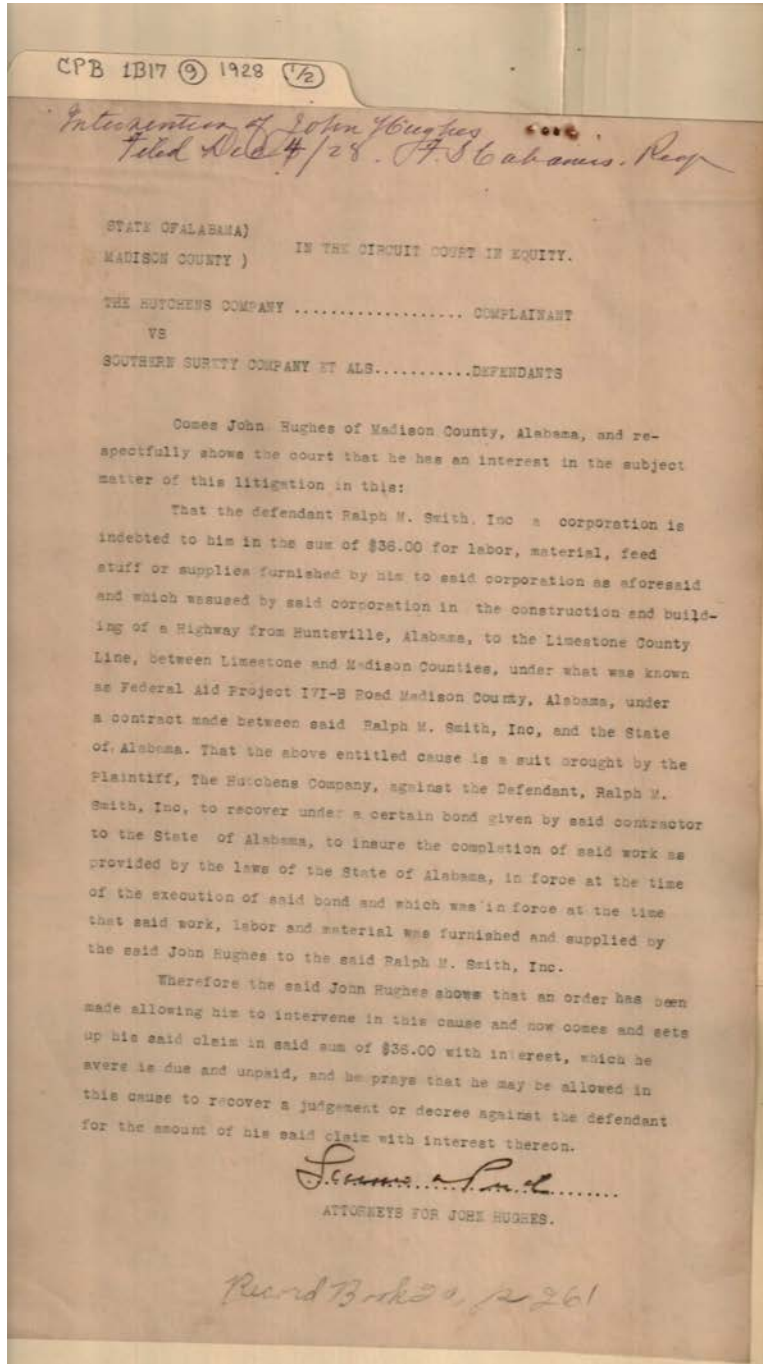 CPB 1B17 ⑨ 1928 1/2
Intervention of John Hughes
Filed Dec 4/28. F. S Cabaniss. Reg
STATE OFALABAMA)
IN THE CIRCUIT COURT IN EQUITY.
MADISON COUNTY )
THE HUTCHENS COMPANY ................... COMPLAINANT
VS
SOUTHERN SURETY COMPANY ET ALS...........DEFENDANTS
Comes John Hughes of Madison County, Alabama, and re-
spectfully shows the court that he has an interest in the subject
matter of this litigation in this:
That the defendant Ralph M. Smith, Inc a corporation is
indebted to him in the sum of $36.00 for labor, material, feed
stuff or supplies furnished by him to said corporation as aforesaid
and which wasused by said corporation in the construction and build-
ing of a Highway from Huntsville, Alabama, to the Limestone County
Line, between Limestone and Madison Counties, under what was known
as Federal Aid Project I7I-B Road Madison County, Alabama, under
a contract made between said Ralph M. Smith, Inc, and the State
of Alabama. That the above entitled cause is a suit brought by the
Plaintiff, The Hutchens Company, against the Defendant, Ralph M.
Smith, Inc, to recover under a certain bond given by said contractor
to the State of Alabama, to insure the completion of said work as
provided by the laws of the State of Alabama, in force at the time
of the execution of said bond and which was in force at the time
that said work, labor and material was furnished and supplied by
the said John Hughes to the said Ralph M. Smith, Inc.
Wherefore the said John Hughes shows that an order has been
made allowing him to intervene in this cause and now comes and sets
up his said claim in said sum of $36.00 with interest, which he
avers is due and unpaid, and he prays that he may be allowed in
this cause to recover a judgement or decree against the defendant
for the amount of his said claim with interest thereon.
ATTORNEYS FOR JOHN HUGHES.
Record Book 20, p 261